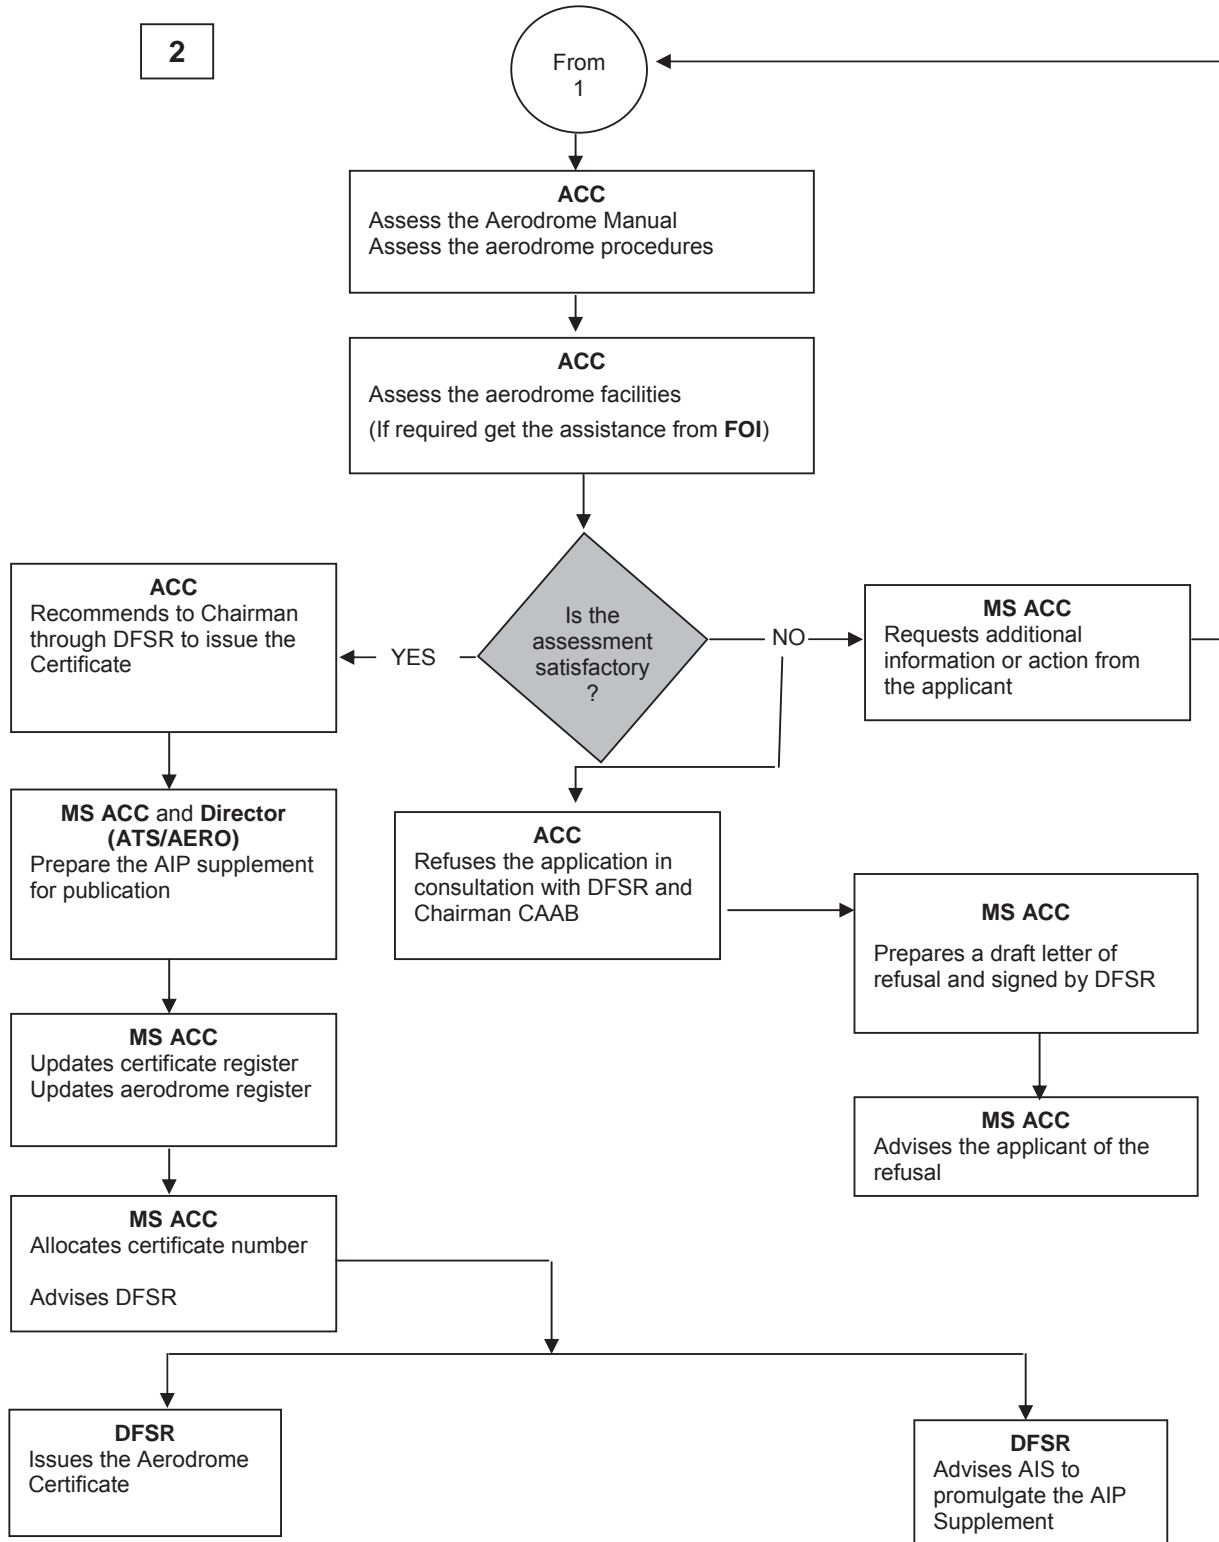 2
From
1
ACC
Assess the Aerodrome Manual
Assess the aerodrome procedures
ACC
Assess the aerodrome facilities
(If required get the assistance from FOI)
Is the
assessment
satisfactory
?
YES
NO
ACC
Recommends to Chairman
through DFSR to issue the
Certificate
MS ACC
Requests additional
information or action from
the applicant
MS ACC and Director
(ATS/AERO)
Prepare the AIP supplement
for publication
ACC
Refuses the application in
consultation with DFSR and
Chairman CAAB
MS ACC
Prepares a draft letter of
refusal and signed by DFSR
MS ACC
Updates certificate register
Updates aerodrome register
MS ACC
Advises the applicant of the
refusal
MS ACC
Allocates certificate number
Advises DFSR
DFSR
Issues the Aerodrome
Certificate
DFSR
Advises AIS to
promulgate the AIP
Supplement